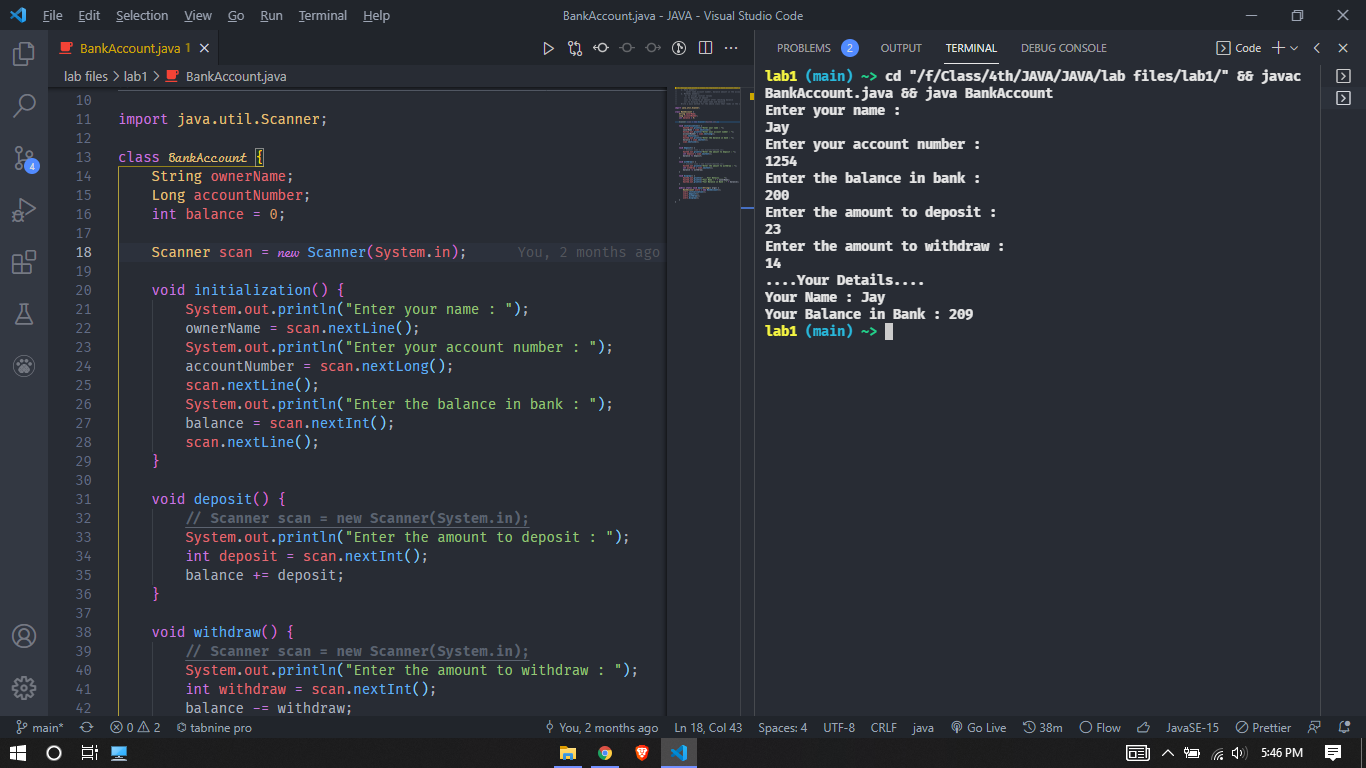 File Edit Selection View Go Run Terminal Help BankAccount.java - JAVA - Visual Studio Code
BankAccount.java 1
lab files > lab1 > BankAccount.java
10
11 import java.util.Scanner;
12
13 class BankAccount {
14 String ownerName;
15 Long accountNumber;
16 int balance = 0;
17
18 Scanner scan = new Scanner(System.in); You, 2 months ago
19
20 void initialization() {
21 System.out.println("Enter your name : ");
22 ownerName = scan.nextLine();
23 System.out.println("Enter your account number : ");
24 accountNumber = scan.nextLong();
25 scan.nextLine();
26 System.out.println("Enter the balance in bank : ");
27 balance = scan.nextInt();
28 scan.nextLine();
29 }
30
31 void deposit() {
32 // Scanner scan = new Scanner(System.in);
33 System.out.println("Enter the amount to deposit : ");
34 int deposit = scan.nextInt();
35 balance += deposit;
36 }
37
38 void withdraw() {
39 // Scanner scan = new Scanner(System.in);
40 System.out.println("Enter the amount to withdraw : ");
41 int withdraw = scan.nextInt();
42 balance -= withdraw;
PROBLEMS 2 OUTPUT TERMINAL DEBUG CONSOLE Code
lab1 (main) ~> cd "/f/Class/4th/JAVA/JAVA/lab files/lab1/" && javac
BankAccount.java && java BankAccount
Enter your name :
Jay
Enter your account number :
1254
Enter the balance in bank :
200
Enter the amount to deposit :
23
Enter the amount to withdraw :
14
....Your Details....
Your Name : Jay
Your Balance in Bank : 209
lab1 (main) ~>
4
main* 0 2 tabnine pro You, 2 months ago Ln 18, Col 43 Spaces: 4 UTF-8 CRLF java Go Live 38m Flow JavaSE-15 Prettier
5:46 PM